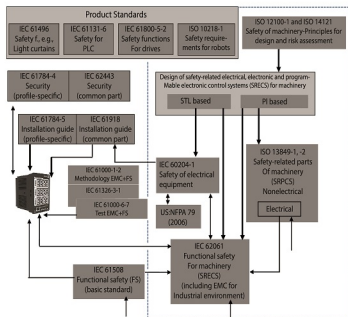 Product Standards
IEC 61496
Safety f., e.g.,
Light curtains
IEC 61131-6
Safety for
PLC
IEC 61800-5-2
Safety Functions
For drives
ISO 10218-1
Safety require-
ments for robots
ISO 12100-1 and ISO 14121
Safety of machinery-Principles for
design and risk assessment
IEC 61784-4
Security
(profile-specific)
IEC 62443
Security
(common part)
Design of safety-related electrical, electronic and program-
Mable electronic control systems (SRECS) for machinery
STL based
PI based
IEC 61784-5
Installation guide
(profile-specific)
IEC 61918
Installation guide
(common part)
IEC 61000-1-2
Methodology EMC+FS
IEC 61326-3-1
IEC 61000-6-7
Test EMC+FS
IEC 60204-1
Safety of electrical
equipment
US:NFPA 79
(2006)
ISO 13849-1, -2
Safety-related parts
Of machinery
(SRPCS)
Nonelectrical
Electrical
IEC 62061
Functional safety
For machinery
(SRECS)
(including EMC for
Industrial environment)
IEC 61508
Functional safety (FS)
(basic standard)